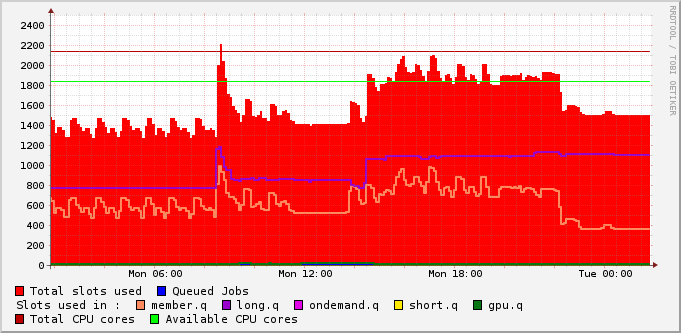 RRDTOOL / TOBI OETIKER
2400
2200
2000
1800
1600
1400
1200
1000
800
600
400
200
0
Mon 06:00 Mon 12:00 Mon 18:00 Tue 00:00
Total slots used Queued Jobs
Slots used in : member.q long.q ondemand.q short.q gpu.q
Total CPU cores Available CPU cores